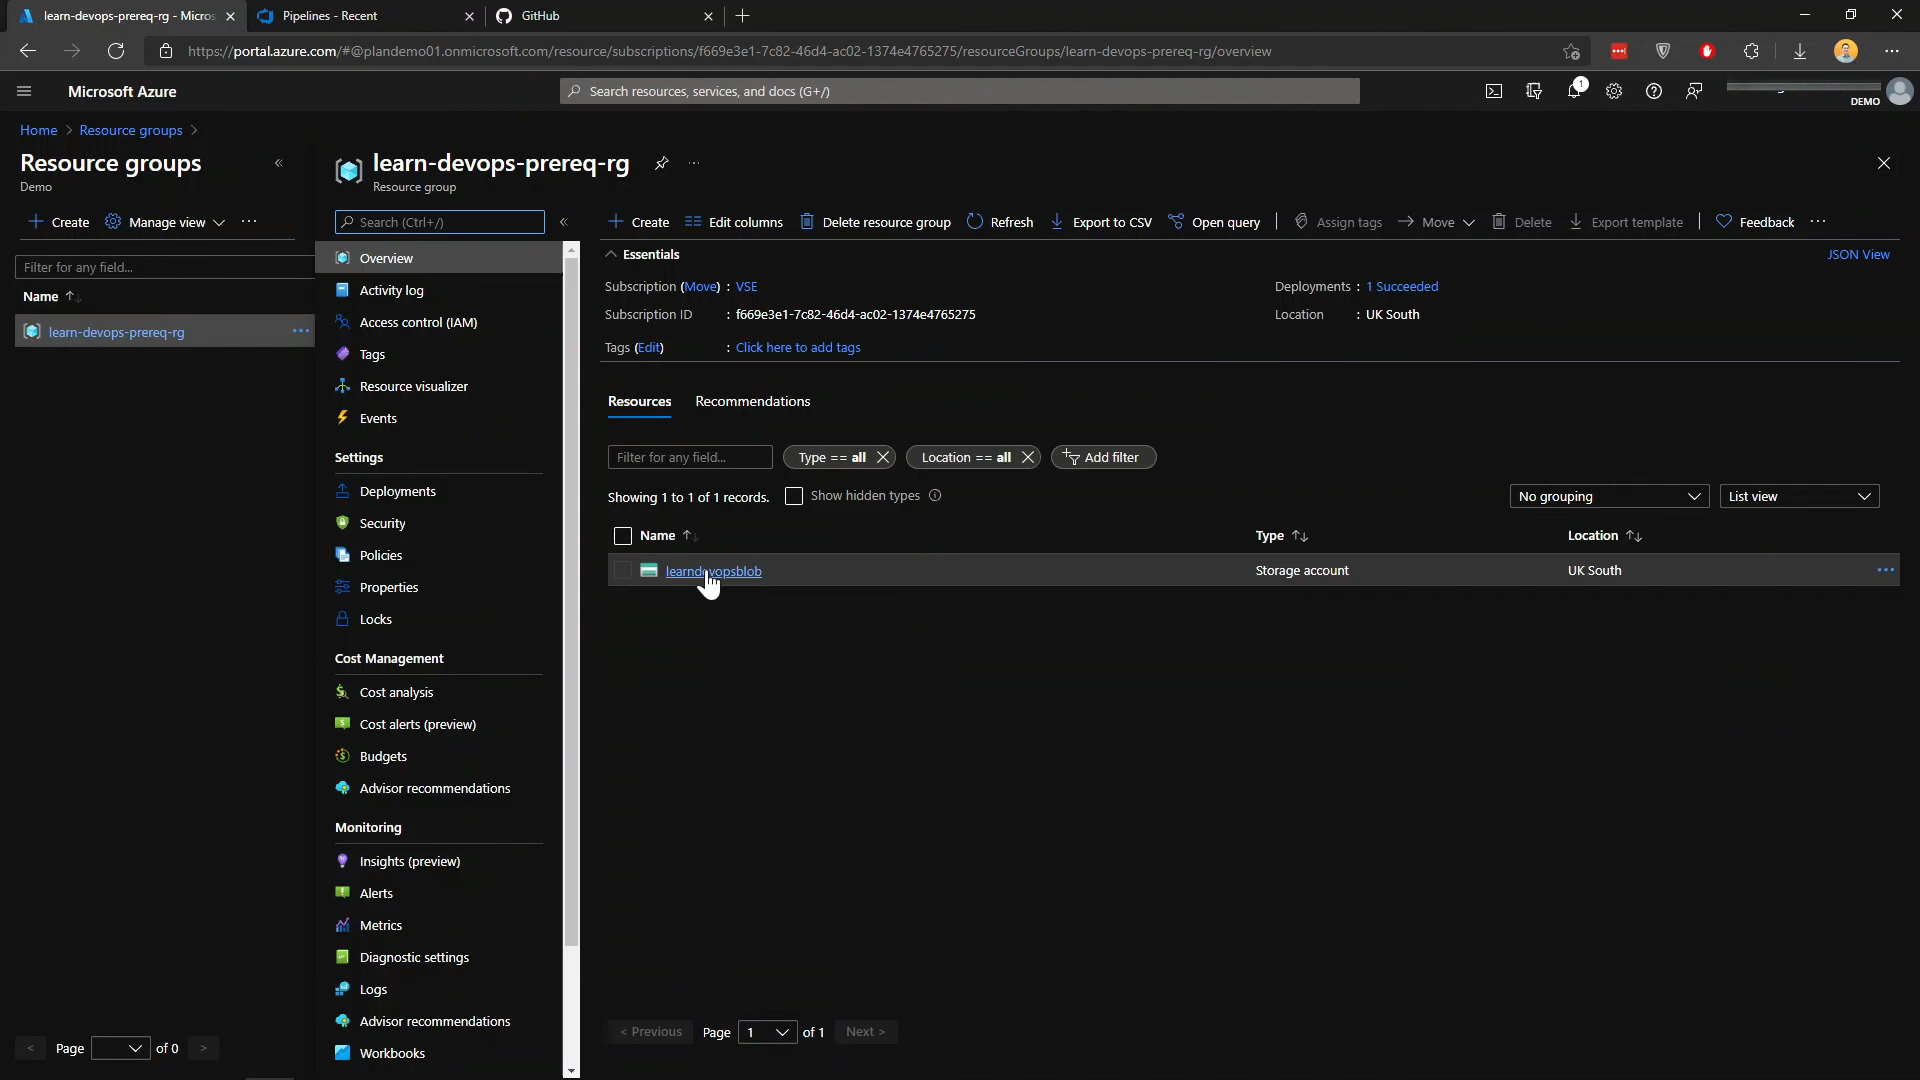 learn-devops-prereq-rg - Micros
Pipelines - Recent
GitHub
https://portal.azure.com/#@plandemo01.onmicrosoft.com/resource/subscriptions/f669e3e1-7c82-46d4-ac02-1374e4765275/resourceGroups/learn-devops-prereq-rg/overview
Microsoft Azure
Search resources, services, and docs (G+/)
1
DEMO
Home > Resource groups >
Resource groups
Demo
Create
Manage view
Filter for any field...
Name
learn-devops-prereq-rg
Page
of 0
learn-devops-prereq-rg
Resource group
Search (Ctrl+/)
Overview
Activity log
Access control (IAM)
Tags
Resource visualizer
Events
Settings
Deployments
Security
Policies
Properties
Locks
Cost Management
Cost analysis
Cost alerts (preview)
Budgets
Advisor recommendations
Monitoring
Insights (preview)
Alerts
Metrics
Diagnostic settings
Logs
Advisor recommendations
Workbooks
Create
Edit columns
Delete resource group
Refresh
Export to CSV
Open query
Assign tags
Move
Delete
Export template
Feedback
Essentials
JSON View
Subscription (Move) : VSE
Deployments : 1 Succeeded
Subscription ID : f669e3e1-7c82-46d4-ac02-1374e4765275
Location : UK South
Tags (Edit) : Click here to add tags
Resources
Recommendations
Filter for any field...
Type == all
Location == all
Add filter
Showing 1 to 1 of 1 records.
Show hidden types
No grouping
List view
Name
Type
Location
learndevopsblob
Storage account
UK South
< Previous
Page 1 of 1
Next >